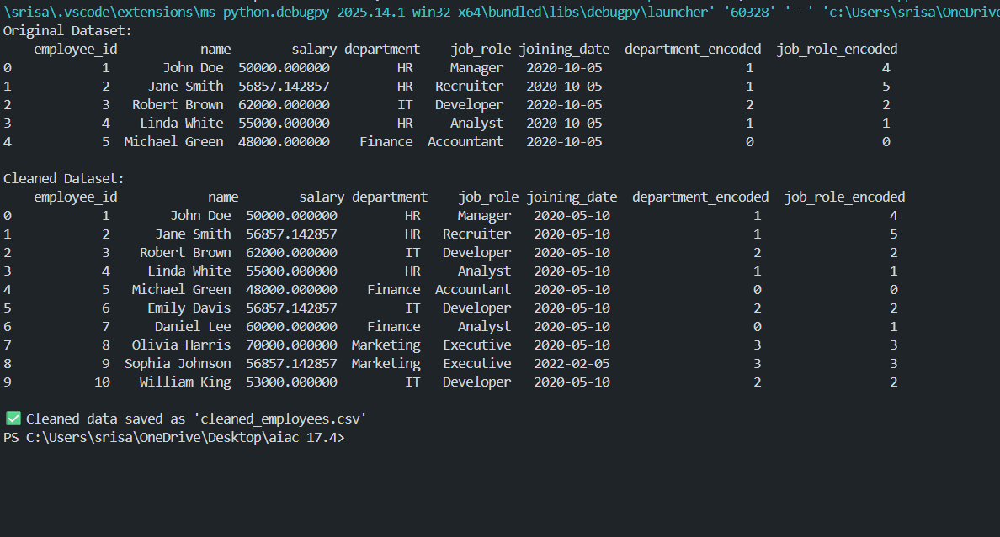 \srisa\.vscode\extensions\ms-python.debugpy-2025.14.1-win32-x64\bundled\libs\debugpy\launcher' '60328' '--' 'c:\Users\srisa\OneDrive
Original Dataset:
   employee_id           name        salary department    job_role joining_date  department_encoded  job_role_encoded
0            1       John Doe  50000.000000         HR     Manager   2020-10-05                   1                 4
1            2     Jane Smith  56857.142857         HR   Recruiter   2020-10-05                   1                 5
2            3   Robert Brown  62000.000000         IT   Developer   2020-10-05                   2                 2
3            4    Linda White  55000.000000         HR     Analyst   2020-10-05                   1                 1
4            5  Michael Green  48000.000000    Finance  Accountant   2020-10-05                   0                 0
Cleaned Dataset:
   employee_id            name        salary department    job_role joining_date  department_encoded  job_role_encoded
0            1        John Doe  50000.000000         HR     Manager   2020-05-10                   1                 4
1            2      Jane Smith  56857.142857         HR   Recruiter   2020-05-10                   1                 5
2            3    Robert Brown  62000.000000         IT   Developer   2020-05-10                   2                 2
3            4     Linda White  55000.000000         HR     Analyst   2020-05-10                   1                 1
4            5   Michael Green  48000.000000    Finance  Accountant   2020-05-10                   0                 0
5            6     Emily Davis  56857.142857         IT   Developer   2020-05-10                   2                 2
6            7      Daniel Lee  60000.000000    Finance     Analyst   2020-05-10                   0                 1
7            8   Olivia Harris  70000.000000  Marketing   Executive   2020-05-10                   3                 3
8            9  Sophia Johnson  56857.142857  Marketing   Executive   2022-02-05                   3                 3
9           10    William King  53000.000000         IT   Developer   2020-05-10                   2                 2
✅ Cleaned data saved as 'cleaned_employees.csv'
PS C:\Users\srisa\OneDrive\Desktop\aiac 17.4>